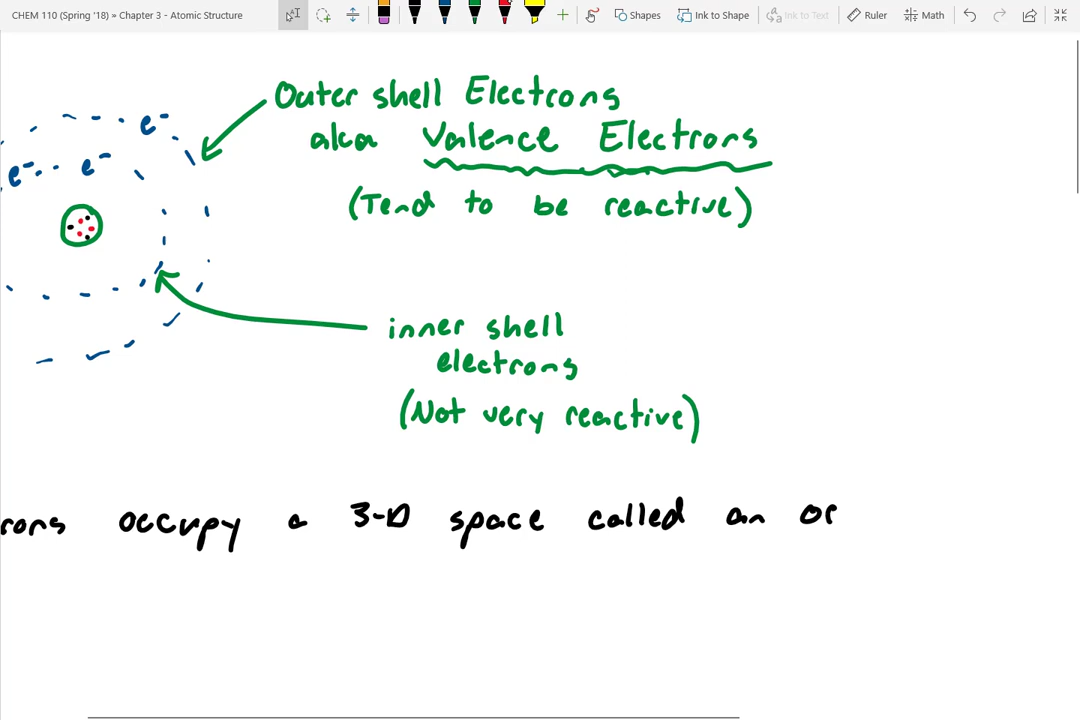 CHEM 110 (Spring '18) » Chapter 3 - Atomic Structure
Shapes Ink to Shape Ink to Text Ruler Math
Outer shell Electrons
aka Valence Electrons
(Tend to be reactive)
e-
e- e-
inner shell
electrons
(Not very reactive)
rons occupy a 3-D space called an or